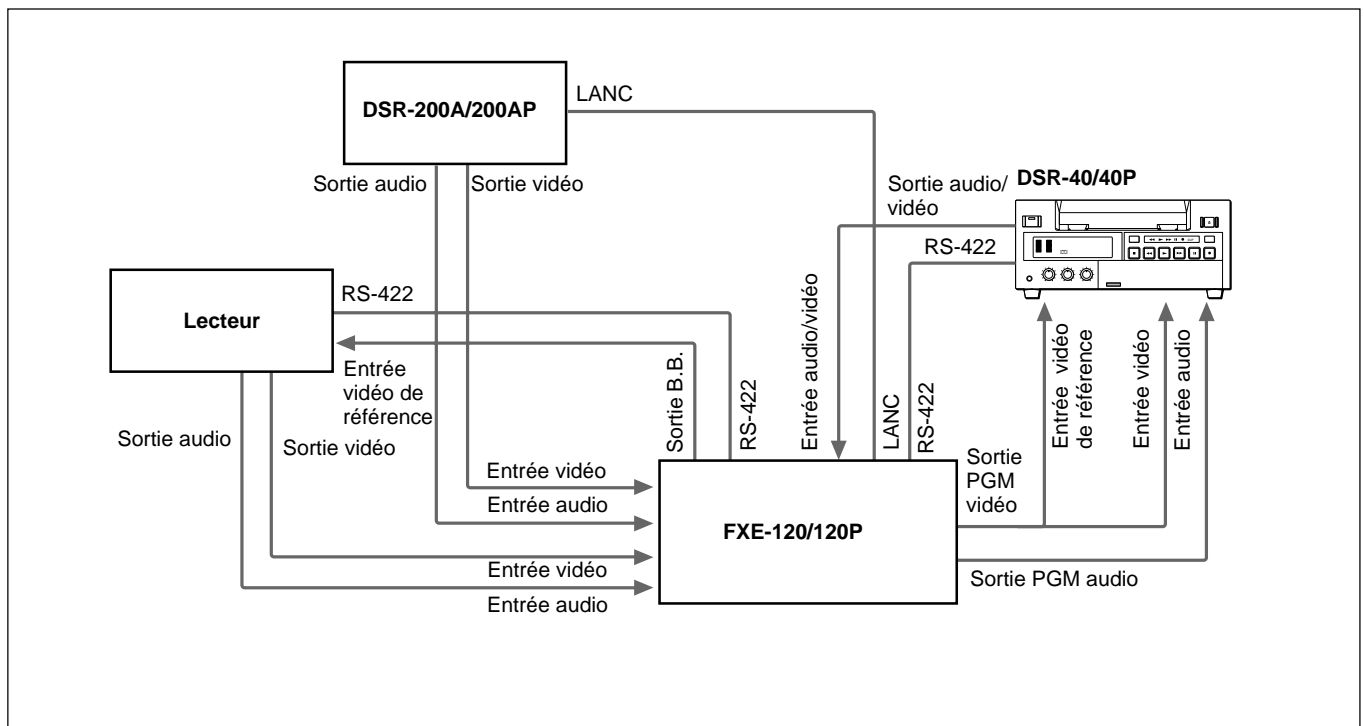 DSR-200A/200AP
LANC
Sortie audio
Sortie vidéo
Sortie audio/
vidéo
DSR-40/40P
RS-422
Lecteur
RS-422
Entrée
vidéo de
référence
Sortie audio
Sortie vidéo
Sortie B.B.
RS-422
Entrée audio/vidéo
LANC
RS-422
Entrée vidéo
de référence
Entrée vidéo
Entrée audio
Entrée vidéo
Entrée audio
Entrée vidéo
Entrée audio
FXE-120/120P
Sortie
PGM
vidéo
Sortie PGM audio